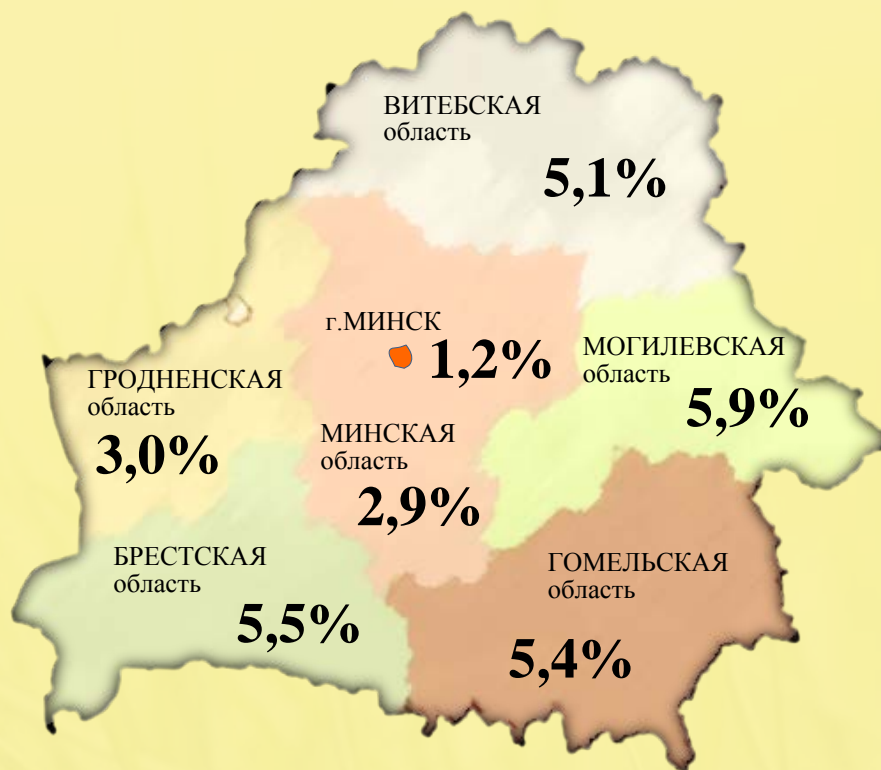 ВИТЕБСКАЯ
область
5,1%
г.МИНСК
1,2%
МОГИЛЕВСКАЯ
область
5,9%
ГРОДНЕНСКАЯ
область
3,0%
МИНСКАЯ
область
2,9%
БРЕСТСКАЯ
область
5,5%
ГОМЕЛЬСКАЯ
область
5,4%